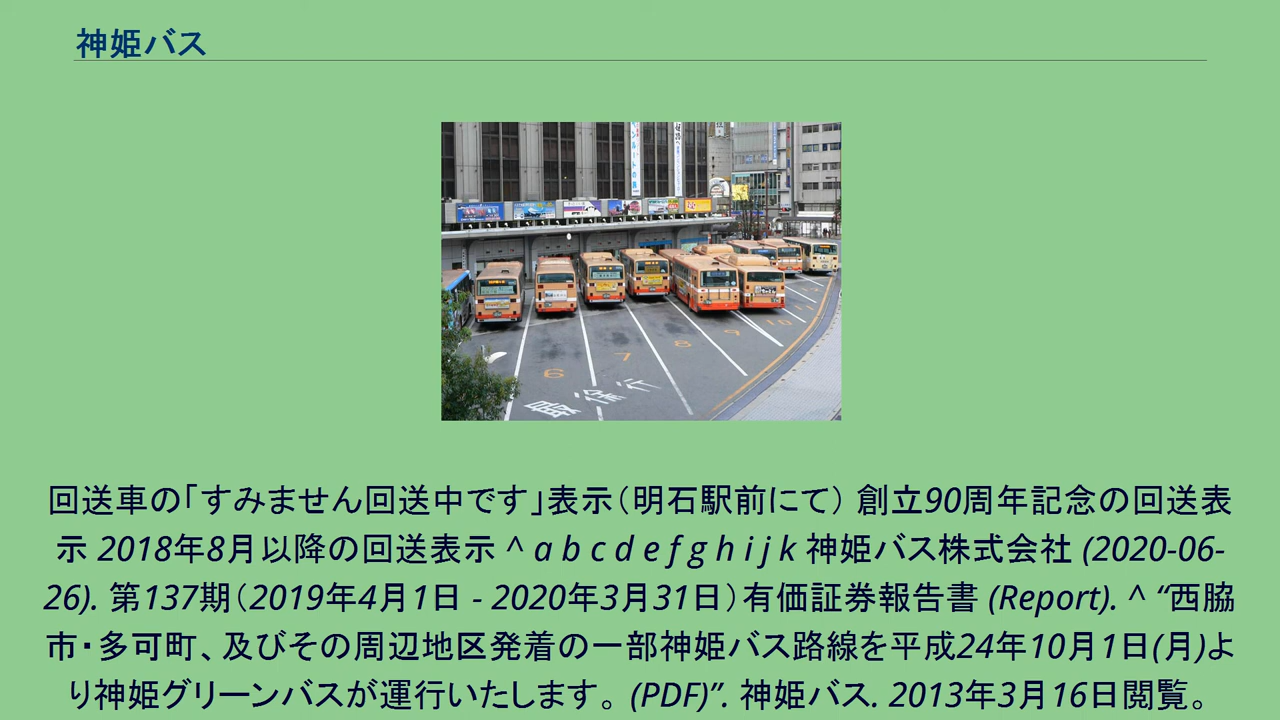 神姫バス
6
7
8
9
10
回送車の「すみません回送中です」表示（明石駅前にて） 創立90周年記念の回送表
示 2018年8月以降の回送表示 ^ a b c d e f g h i j k 神姫バス株式会社 (2020-06-
26). 第137期（2019年4月1日 - 2020年3月31日）有価証券報告書 (Report). ^ “西脇
市・多可町、及びその周辺地区発着の一部神姫バス路線を平成24年10月1日(月)よ
り神姫グリーンバスが運行いたします。 (PDF)”. 神姫バス. 2013年3月16日閲覧。